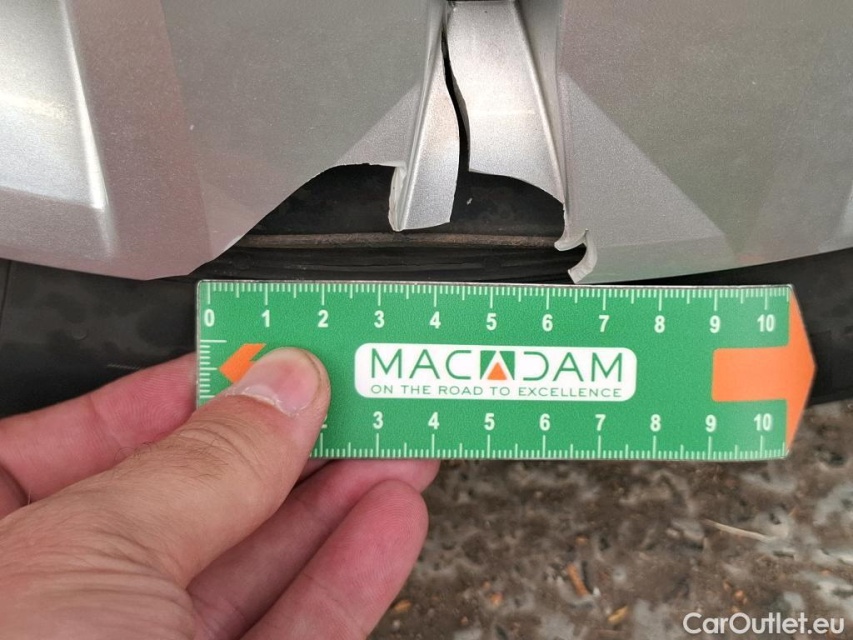 0 1 2 3 4 5 6 7 8 9 10
MACADAM
ON THE ROAD TO EXCELLENCE
3 4 5 6 7 8 9 10
CarOutlet.eu